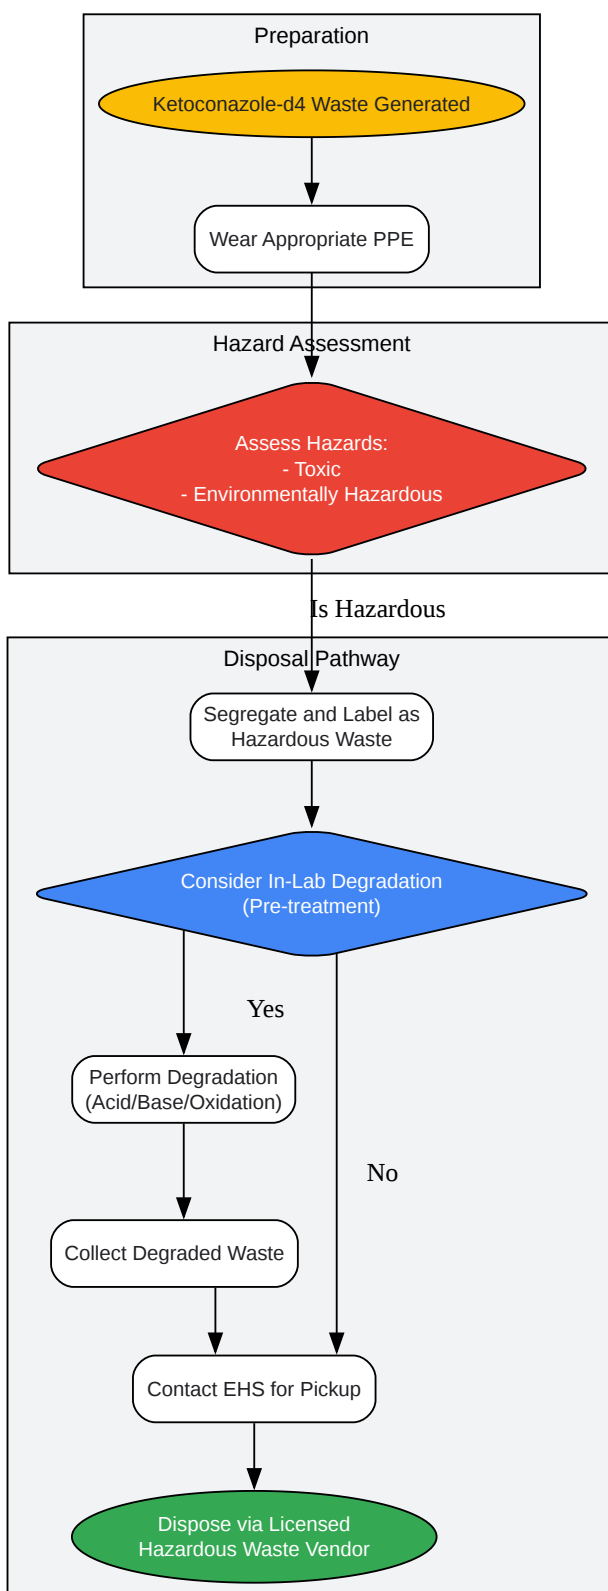 Preparation
Ketoconazole-d4 Waste Generated
Wear Appropriate PPE
Hazard Assessment
Assess Hazards:
- Toxic
- Environmentally Hazardous
Is Hazardous
Disposal Pathway
Segregate and Label as
Hazardous Waste
Consider In-Lab Degradation
(Pre-treatment)
Yes
Perform Degradation
(Acid/Base/Oxidation)
No
Collect Degraded Waste
Contact EHS for Pickup
Dispose via Licensed
Hazardous Waste Vendor